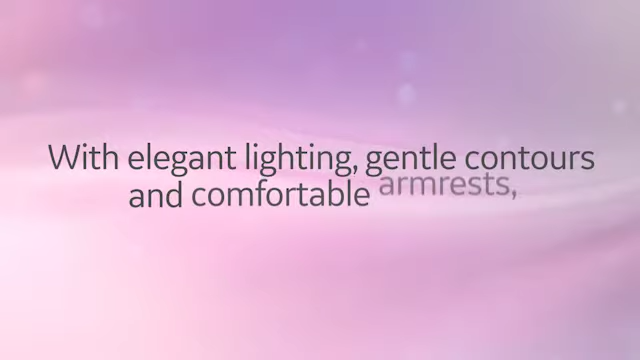 With elegant lighting, gentle contours
and comfortable armrests,